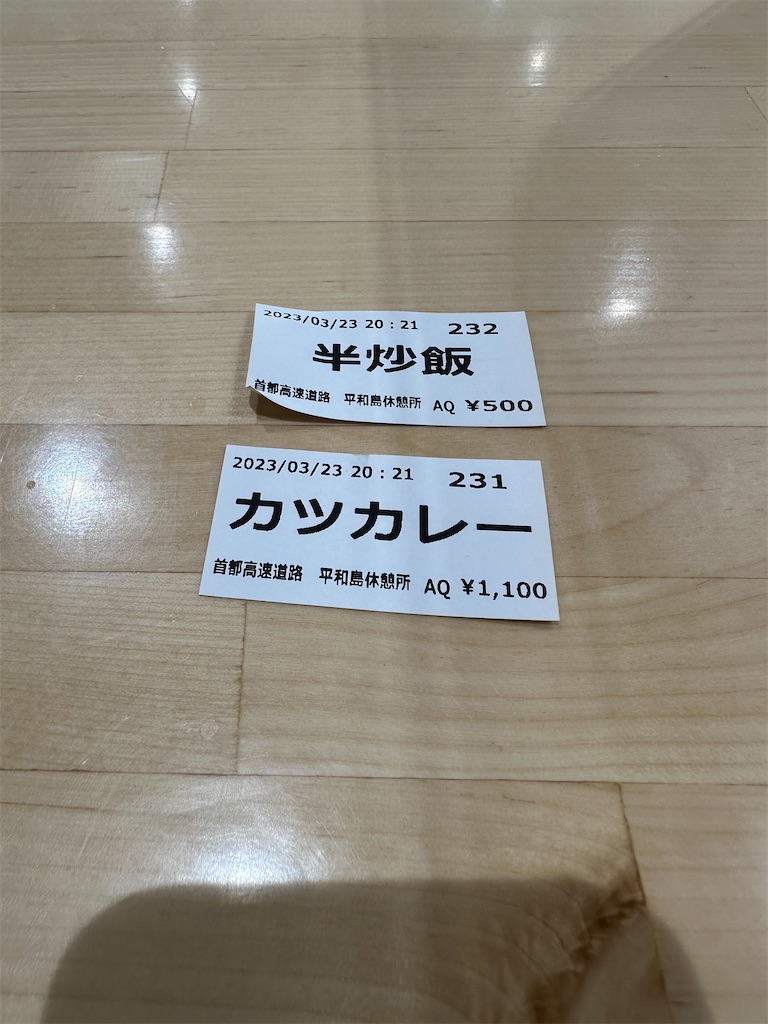 2023/03/23 20：21 232
半炒飯
首都高速道路 平和島休憩所 AQ ¥500
2023/03/23 20：21 231
カツカレー
首都高速道路 平和島休憩所 AQ ¥1,100